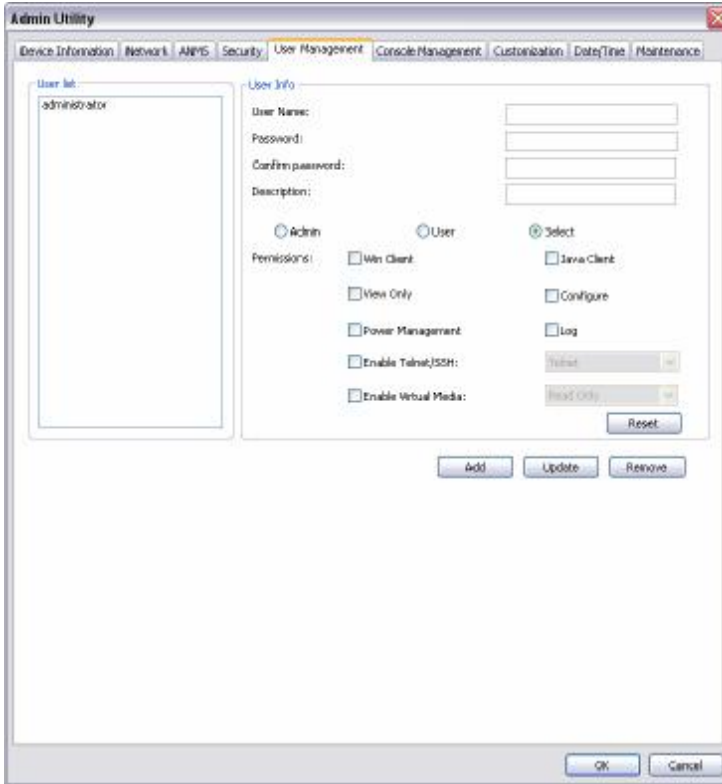 Admin Utility
Device Information Network ANMS Security User Management Console Management Customization Date/Time Maintenance
User list
administrator
User Info
User Name:
Password:
Confirm password:
Description:
Admin User Select
Permissions: Win Client Java Client
View Only Configure
Power Management Log
Enable Telnet/SSH: Telnet
Enable Virtual Media: Read Only
Reset
Add Update Remove
OK Cancel